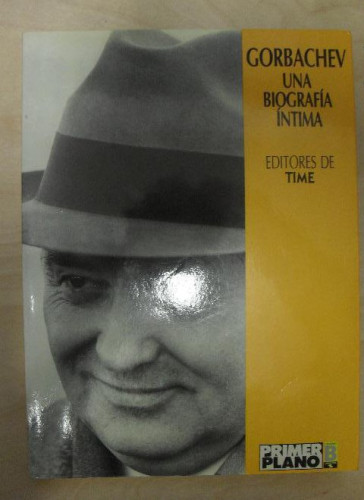 GORBACHEV
UNA
BIOGRAFÍA
ÍNTIMA
EDITORES DE
TIME
PRIMER
PLANO
B